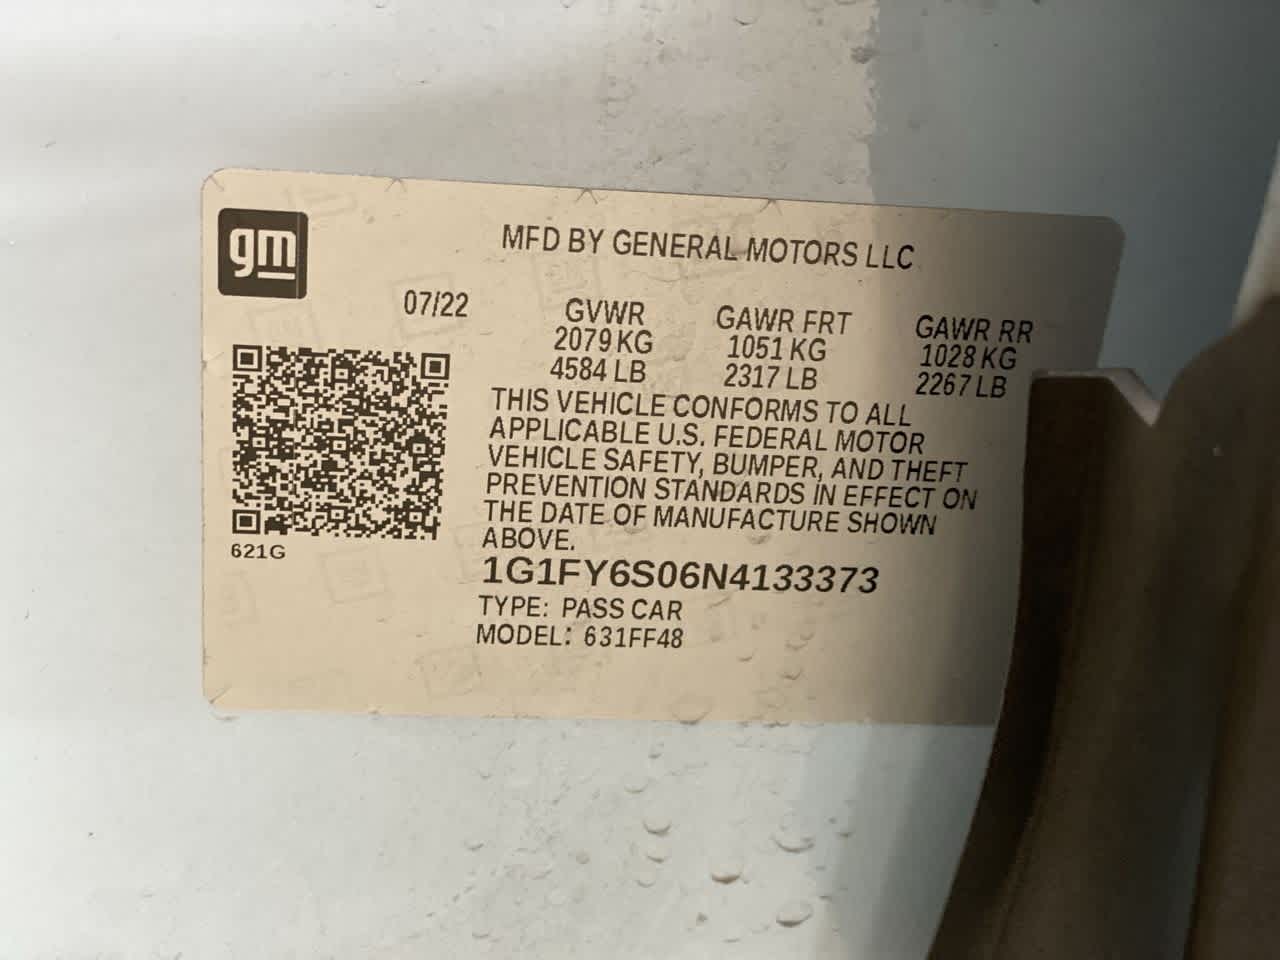 gm
MFD BY GENERAL MOTORS LLC
07/22
GVWR GAWR FRT GAWR RR
2079 KG 1051 KG 1028 KG
4584 LB 2317 LB 2267 LB
THIS VEHICLE CONFORMS TO ALL
APPLICABLE U.S. FEDERAL MOTOR
VEHICLE SAFETY, BUMPER, AND THEFT
PREVENTION STANDARDS IN EFFECT ON
THE DATE OF MANUFACTURE SHOWN
ABOVE.
621G
1G1FY6S06N4133373
TYPE: PASS CAR
MODEL: 631FF48